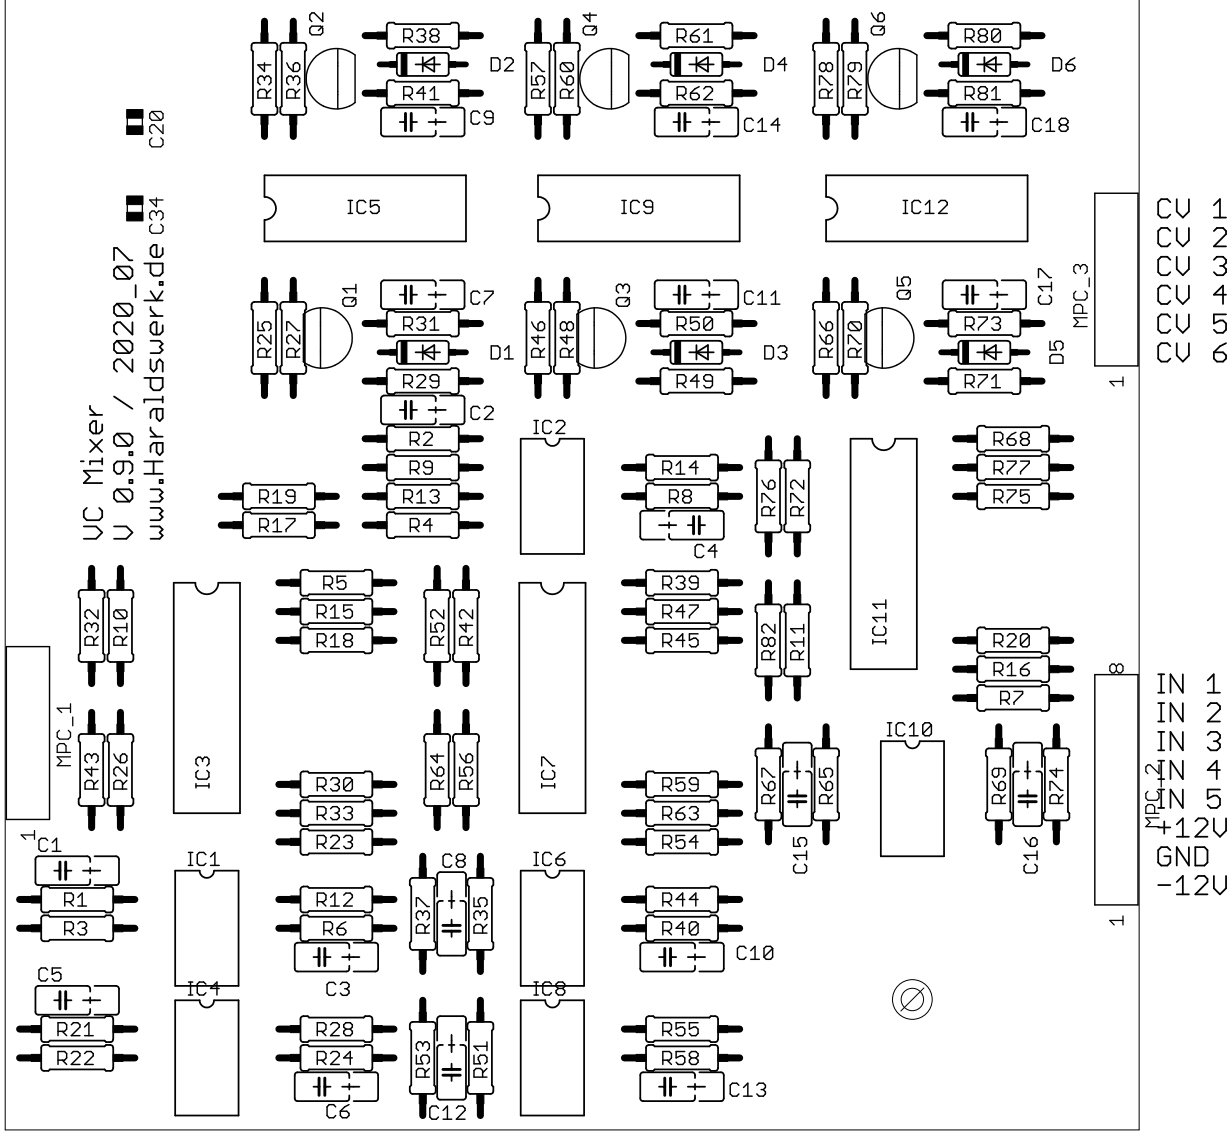 Q2
Q4
Q6
R38
R61
R80
R34
R36
D2
R57
R60
D4
R78
R79
D6
R41
R62
R81
C9
C14
C18
C20
C34
IC5
IC9
IC12
CV 1
CV 2
CV 3
CV 4
CV 5
CV 6
MPC_3
1
VC Mixer
V 0.9.0 / 2020_07
www.Haraldswerk.de
Q1
Q3
Q5
C7
C11
C17
R25
R27
R31
R46
R48
R50
R66
R70
R73
D1
D3
D5
R29
R49
R71
C2
IC2
R2
R9
R13
R4
R19
R17
R14
R8
C4
R76
R72
R68
R77
R75
IC11
R32
R10
R5
R15
R18
R52
R42
R39
R47
R45
R82
R11
R20
R16
R7
8
IN 1
IN 2
IN 3
IN 4
IN 5
+12V
GND
-12V
MPC_2
1
MPC_1
1
R43
R26
IC3
R30
R33
R23
R64
R56
IC7
R59
R63
R54
R67
C15
R65
IC10
R69
C16
R74
C1
R1
R3
IC1
R12
R6
C3
R37
C8
R35
IC6
R44
R40
C10
C5
R21
R22
IC4
R28
R24
C6
R53
C12
R51
IC8
R55
R58
C13